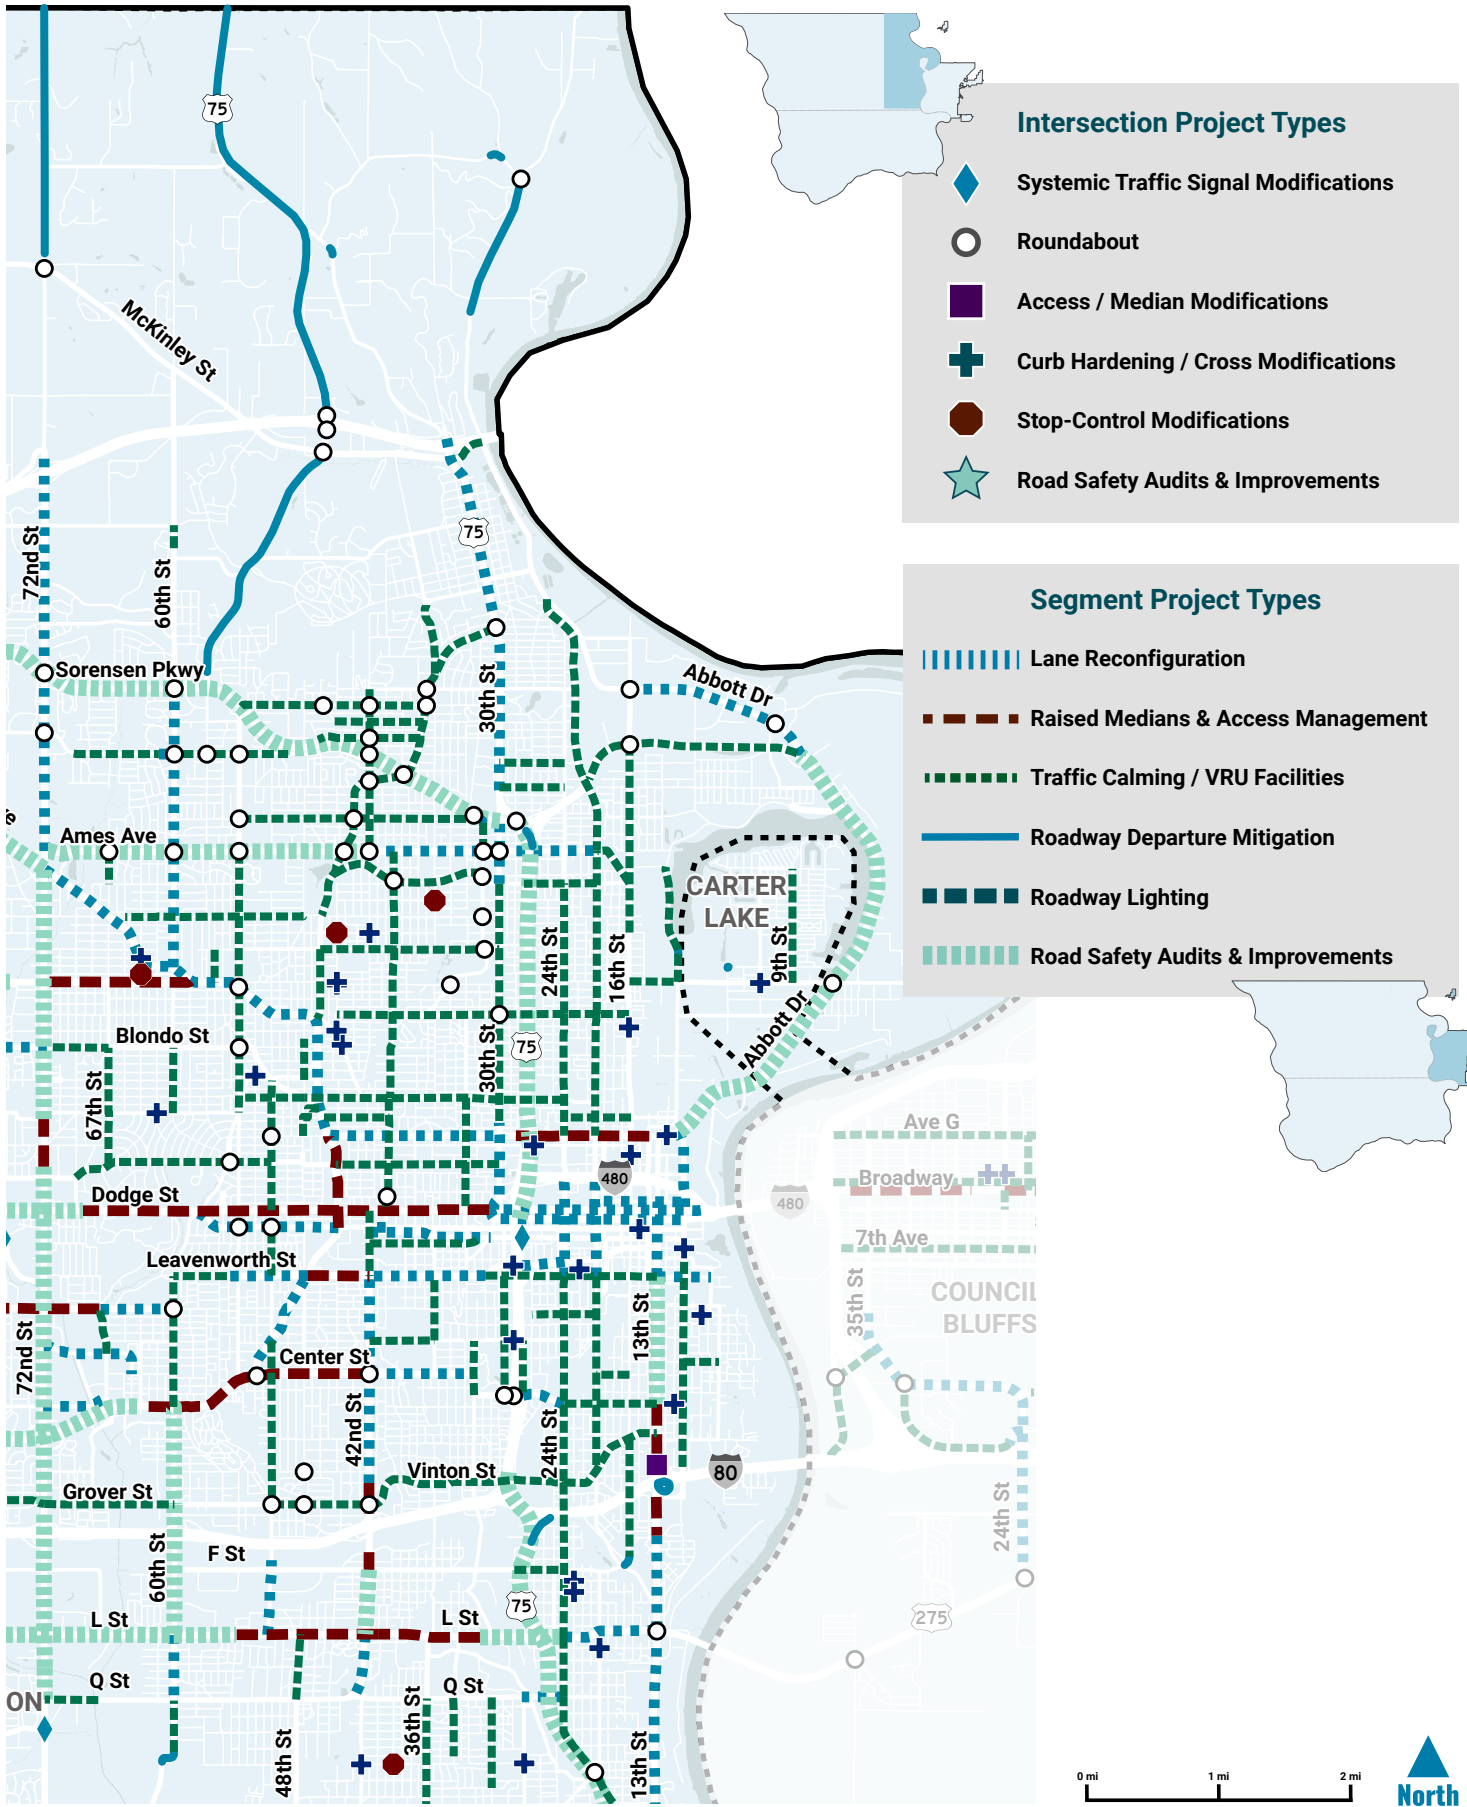 75
Intersection Project Types
Systemic Traffic Signal Modifications
Roundabout
Access / Median Modifications
Curb Hardening / Cross Modifications
Stop-Control Modifications
Road Safety Audits & Improvements
McKinley St
75
72nd St
60th St
Segment Project Types
Lane Reconfiguration
Raised Medians & Access Management
Traffic Calming / VRU Facilities
Roadway Departure Mitigation
Roadway Lighting
Road Safety Audits & Improvements
Sorensen Pkwy
30th St
Abbott Dr
Ames Ave
CARTER
LAKE
24th St
16th St
9th St
Abbott Dr
Blondo St
30th St
75
67th St
Ave G
Broadway
480
480
Dodge St
7th Ave
Leavenworth St
COUNCIL
BLUFFS
35th St
13th St
72nd St
Center St
42nd St
24th St
Vinton St
80
Grover St
24th St
F St
60th St
75
275
L St
L St
Q St
Q St
ON
36th St
48th St
13th St
0 mi
1 mi
2 mi
North